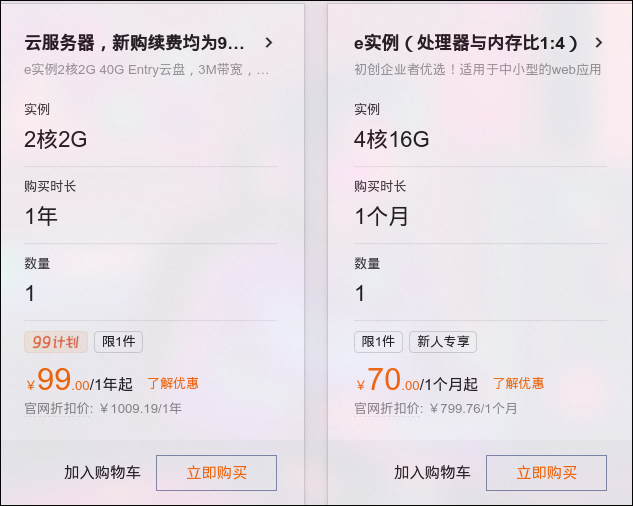 云服务器，新购续费均为9...
e实例2核2G 40G Entry云盘，3M带宽，...
实例
2核2G
购买时长
1年
数量
1
99计划 限1件
¥99.00/1年起 了解优惠
官网折扣价: ¥1009.19/1年
加入购物车 立即购买
e实例（处理器与内存比1:4）
初创企业者优选！适用于中小型的web应用
实例
4核16G
购买时长
1个月
数量
1
限1件 新人专享
¥70.00/1个月起 了解优惠
官网折扣价: ¥799.76/1个月
加入购物车 立即购买